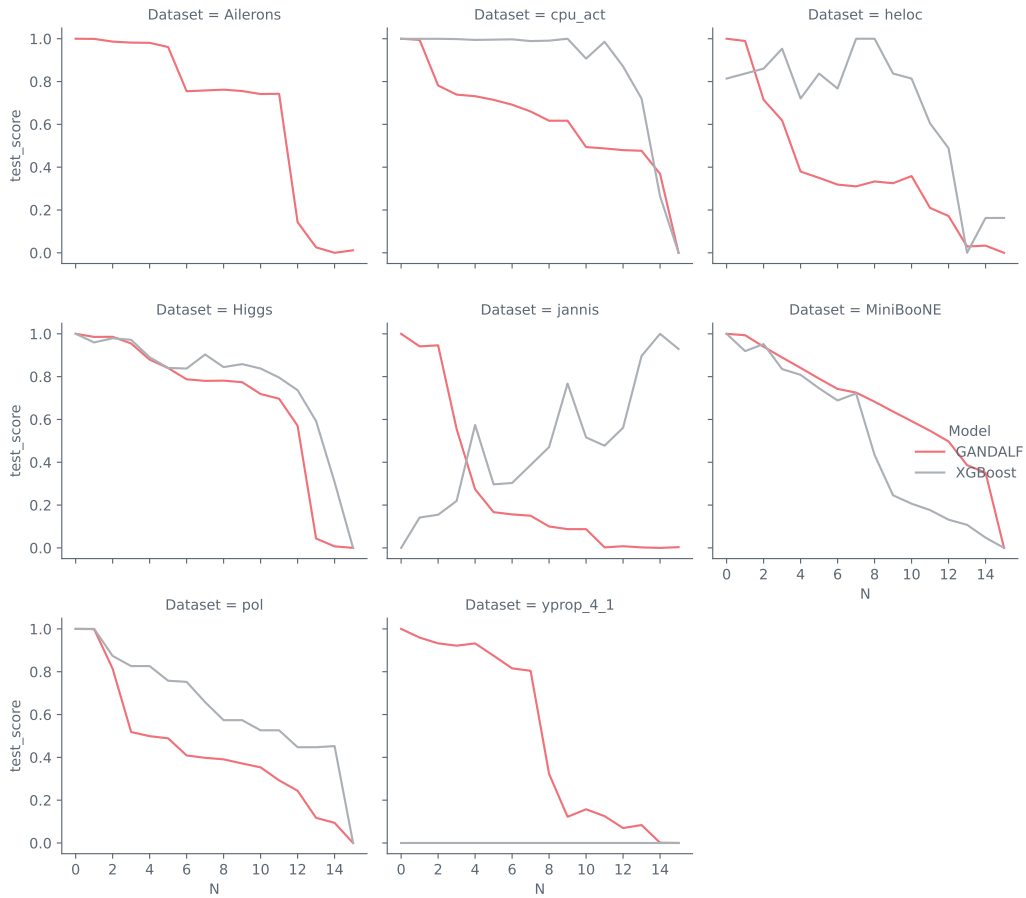 Dataset = Ailerons
Dataset = cpu_act
Dataset = heloc
test_score
1.0
0.8
0.6
0.4
0.2
0.0
Dataset = Higgs
Dataset = jannis
Dataset = MiniBooNE
test_score
1.0
0.8
0.6
0.4
0.2
0.0
Model
GANDALF
XGBoost
0 2 4 6 8 10 12 14
N
Dataset = pol
Dataset = yprop_4_1
test_score
1.0
0.8
0.6
0.4
0.2
0.0
0 2 4 6 8 10 12 14
N
0 2 4 6 8 10 12 14
N